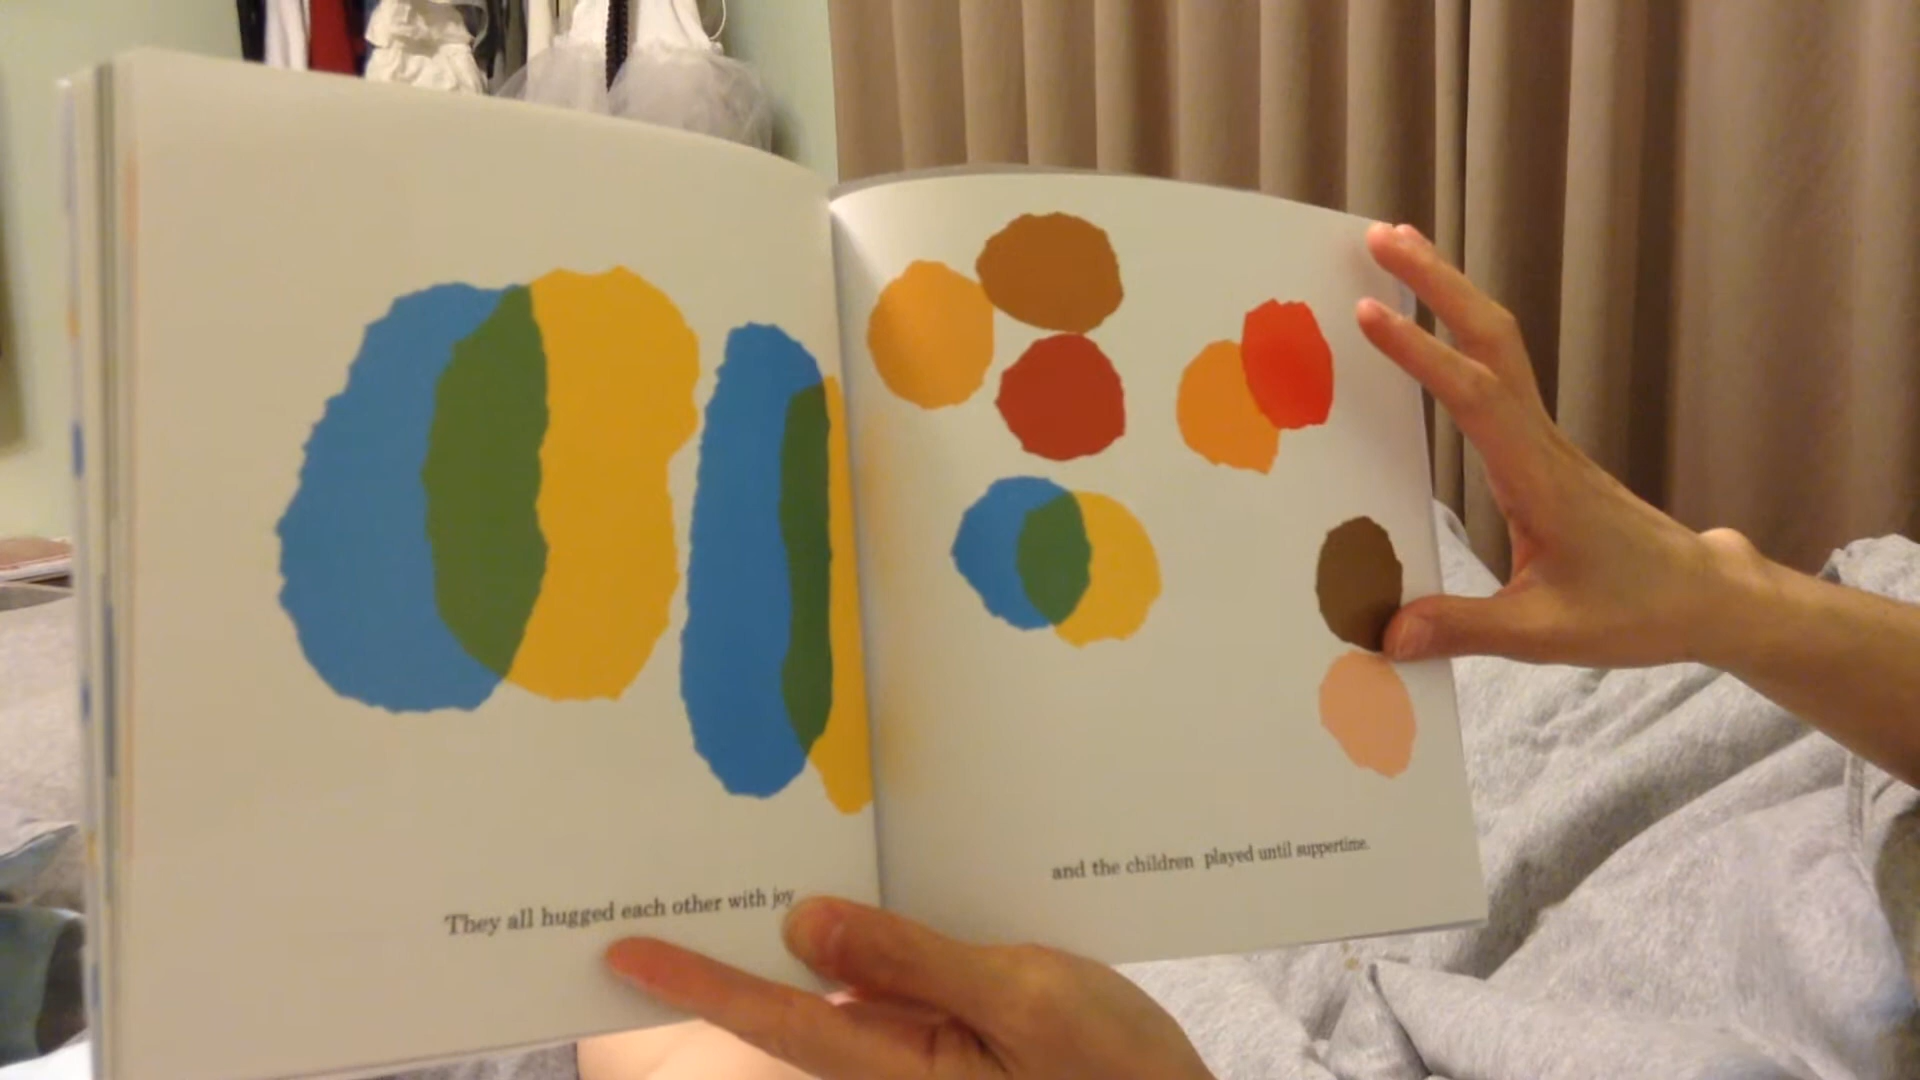 They all hugged each other with joy
and the children played until suppertime.